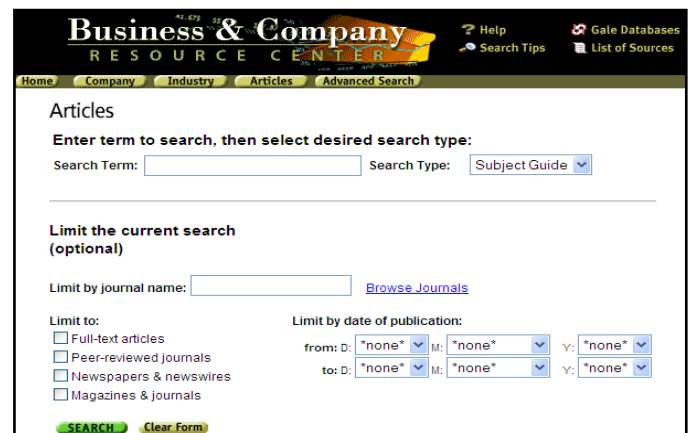 Business & Company
RESOURCE CENTER
? Help
Gale Databases
Search Tips
List of Sources
Home Company Industry Articles Advanced Search
Articles
Enter term to search, then select desired search type:
Search Term: Search Type: Subject Guide
Limit the current search
(optional)
Limit by journal name: Browse Journals
Limit to: Limit by date of publication:
Full-text articles
from: D: *none* M: *none* Y: *none*
Peer-reviewed journals
to: D: *none* M: *none* Y: *none*
Newspapers & newswires
Magazines & journals
SEARCH Clear Form